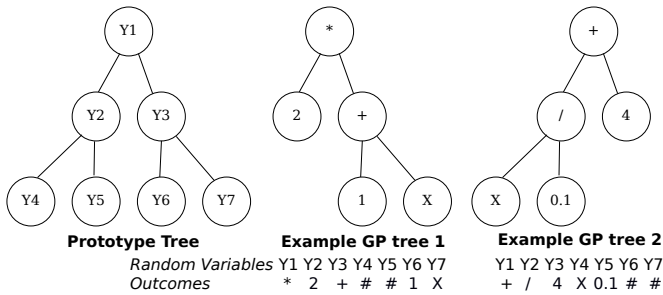 Y1 * +
Y2 Y3 2 + / 4
Y4 Y5 Y6 Y7 1 X X 0.1
Prototype Tree Example GP tree 1 Example GP tree 2
Random Variables Y1 Y2 Y3 Y4 Y5 Y6 Y7 Y1 Y2 Y3 Y4 Y5 Y6 Y7
Outcomes * 2 + # # 1 X + / 4 X 0.1 # #